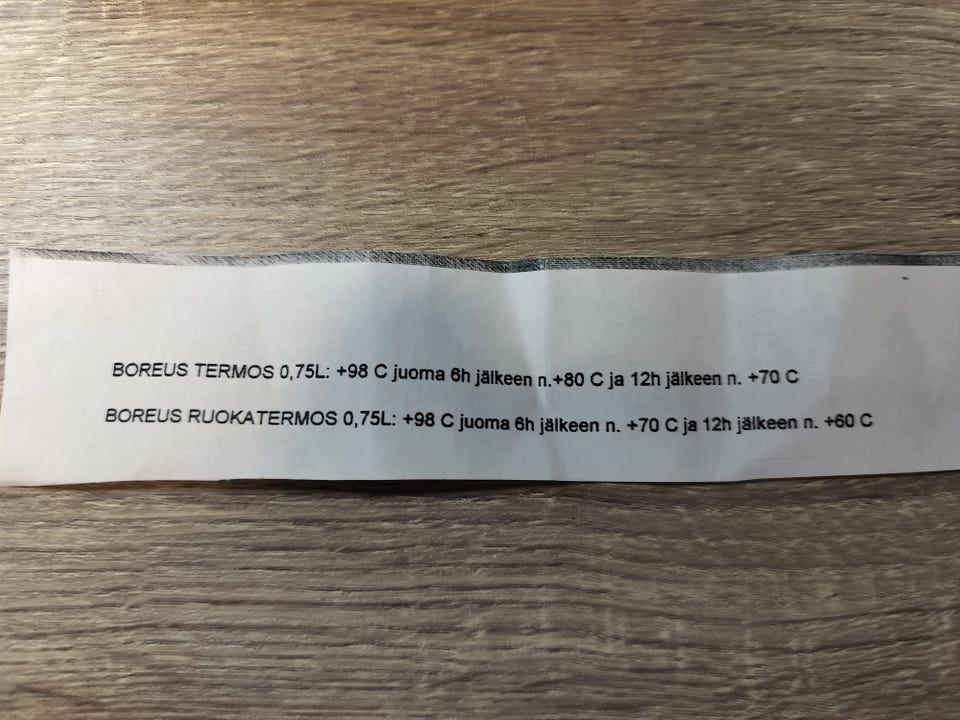 BOREUS TERMOS 0,75L: +98 C juoma 6h jälkeen n.+80 C ja 12h jälkeen n. +70 C
BOREUS RUOKATERMOS 0,75L: +98 C juoma 6h jälkeen n. +70 C ja 12h jälkeen n. +60 C